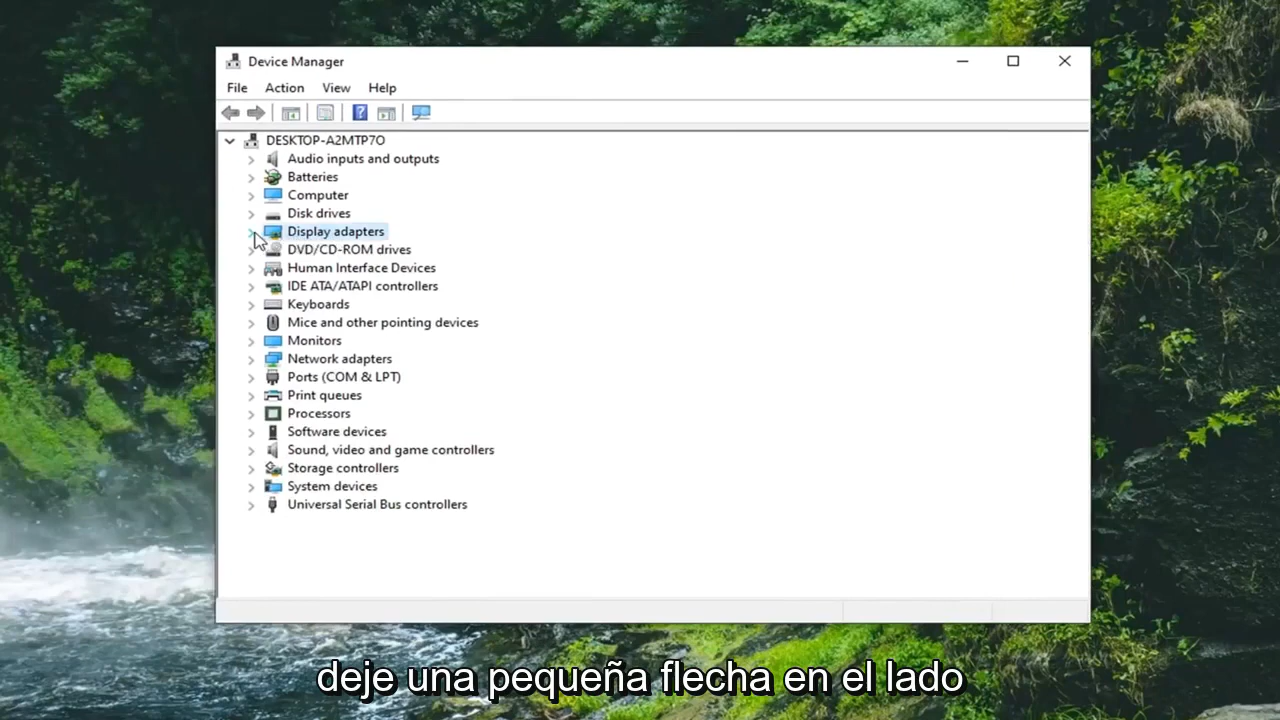 Device Manager
File Action View Help
DESKTOP-A2MTP7O
Audio inputs and outputs
Batteries
Computer
Disk drives
Display adapters
DVD/CD-ROM drives
Human Interface Devices
IDE ATA/ATAPI controllers
Keyboards
Mice and other pointing devices
Monitors
Network adapters
Ports (COM & LPT)
Print queues
Processors
Software devices
Sound, video and game controllers
Storage controllers
System devices
Universal Serial Bus controllers
deje una pequeña flecha en el lado